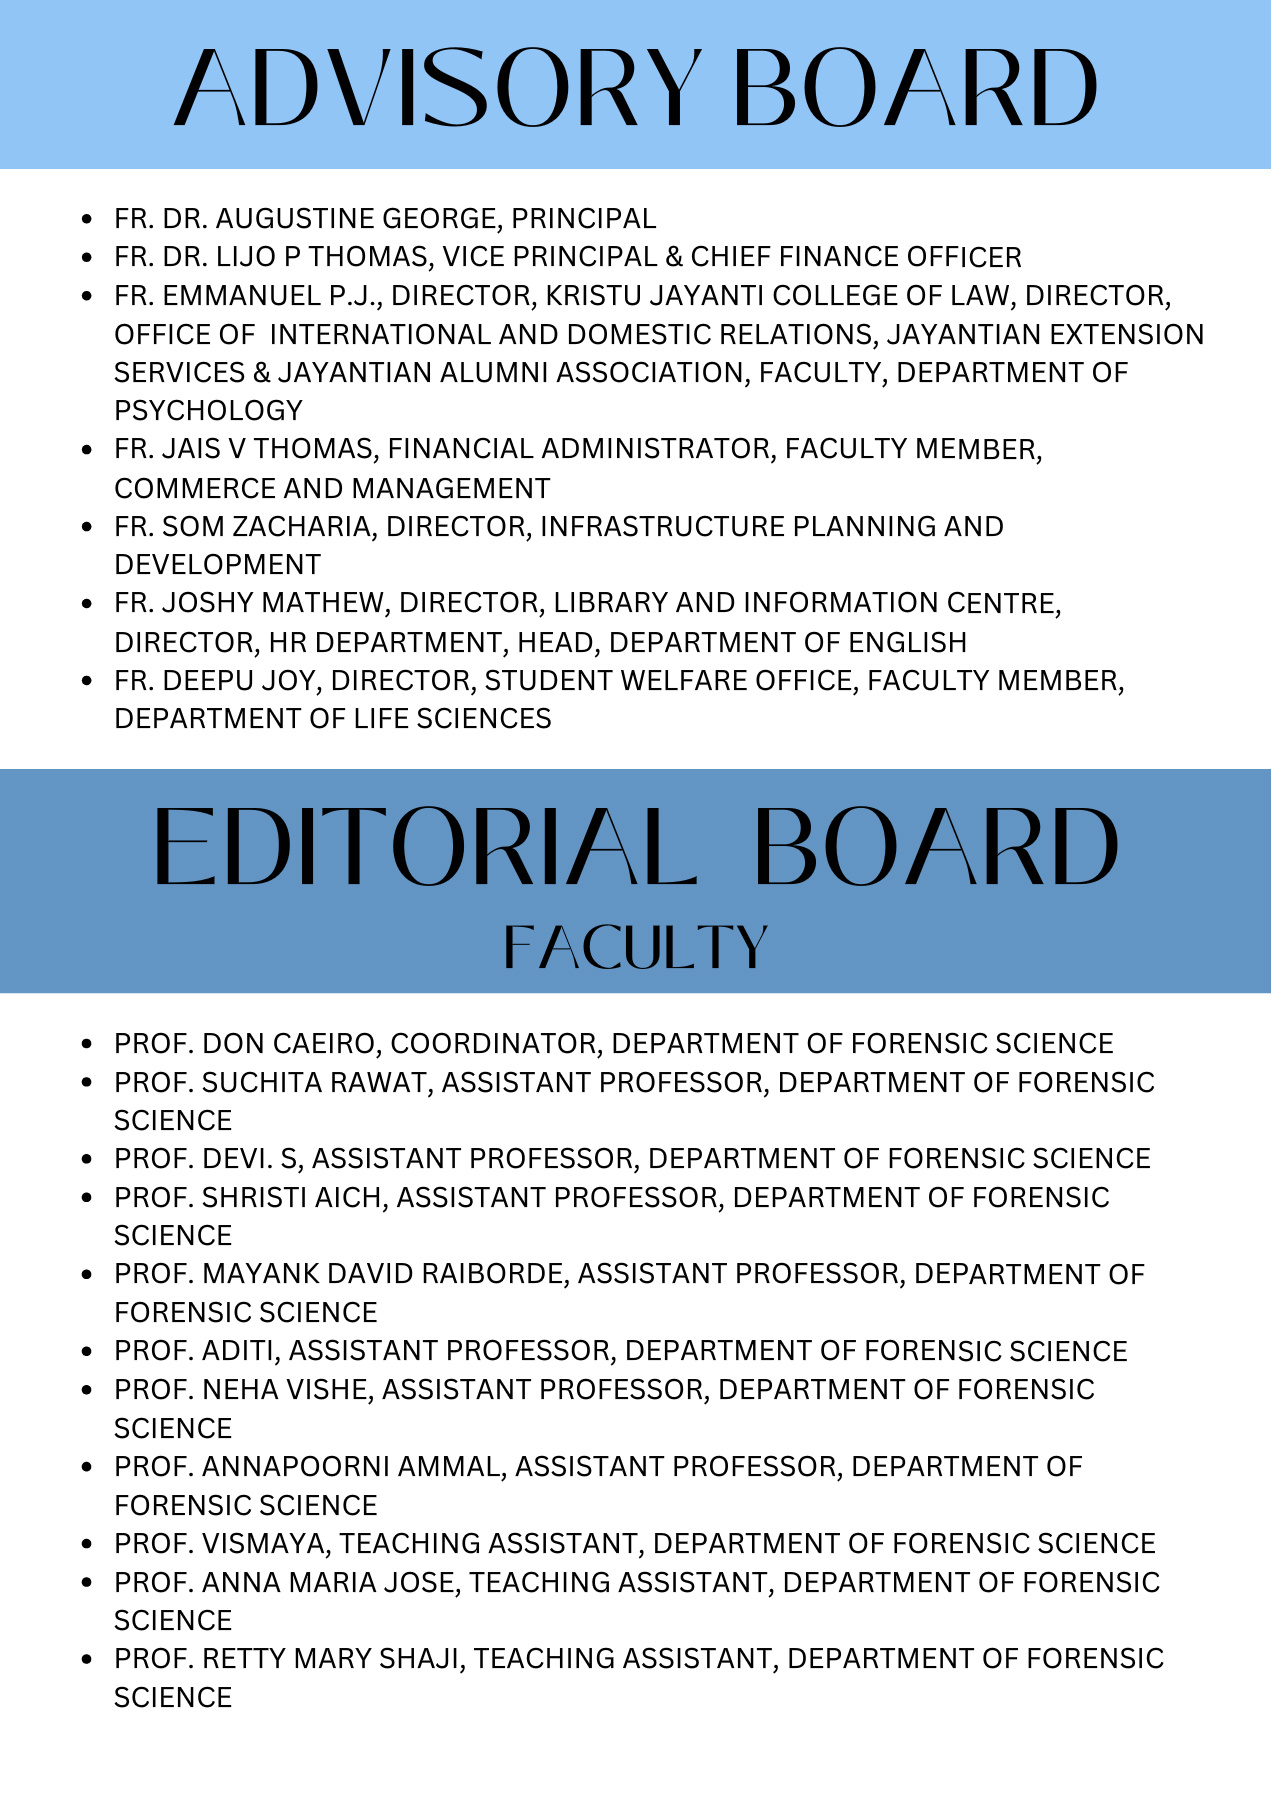 ADVISORY BOARD
• FR. DR. AUGUSTINE GEORGE, PRINCIPAL
• FR. DR. LIJO P THOMAS, VICE PRINCIPAL & CHIEF FINANCE OFFICER
• FR. EMMANUEL P.J., DIRECTOR, KRISTU JAYANTI COLLEGE OF LAW, DIRECTOR,
OFFICE OF  INTERNATIONAL AND DOMESTIC RELATIONS, JAYANTIAN EXTENSION
SERVICES & JAYANTIAN ALUMNI ASSOCIATION, FACULTY, DEPARTMENT OF
PSYCHOLOGY
• FR. JAIS V THOMAS, FINANCIAL ADMINISTRATOR, FACULTY MEMBER,
COMMERCE AND MANAGEMENT
• FR. SOM ZACHARIA, DIRECTOR, INFRASTRUCTURE PLANNING AND
DEVELOPMENT
• FR. JOSHY MATHEW, DIRECTOR, LIBRARY AND INFORMATION CENTRE,
DIRECTOR, HR DEPARTMENT, HEAD, DEPARTMENT OF ENGLISH
• FR. DEEPU JOY, DIRECTOR, STUDENT WELFARE OFFICE, FACULTY MEMBER,
DEPARTMENT OF LIFE SCIENCES
EDITORIAL BOARD
FACULTY
• PROF. DON CAEIRO, COORDINATOR, DEPARTMENT OF FORENSIC SCIENCE
• PROF. SUCHITA RAWAT, ASSISTANT PROFESSOR, DEPARTMENT OF FORENSIC
SCIENCE
• PROF. DEVI. S, ASSISTANT PROFESSOR, DEPARTMENT OF FORENSIC SCIENCE
• PROF. SHRISTI AICH, ASSISTANT PROFESSOR, DEPARTMENT OF FORENSIC
SCIENCE
• PROF. MAYANK DAVID RAIBORDE, ASSISTANT PROFESSOR, DEPARTMENT OF
FORENSIC SCIENCE
• PROF. ADITI, ASSISTANT PROFESSOR, DEPARTMENT OF FORENSIC SCIENCE
• PROF. NEHA VISHE, ASSISTANT PROFESSOR, DEPARTMENT OF FORENSIC
SCIENCE
• PROF. ANNAPOORNI AMMAL, ASSISTANT PROFESSOR, DEPARTMENT OF
FORENSIC SCIENCE
• PROF. VISMAYA, TEACHING ASSISTANT, DEPARTMENT OF FORENSIC SCIENCE
• PROF. ANNA MARIA JOSE, TEACHING ASSISTANT, DEPARTMENT OF FORENSIC
SCIENCE
• PROF. RETTY MARY SHAJI, TEACHING ASSISTANT, DEPARTMENT OF FORENSIC
SCIENCE